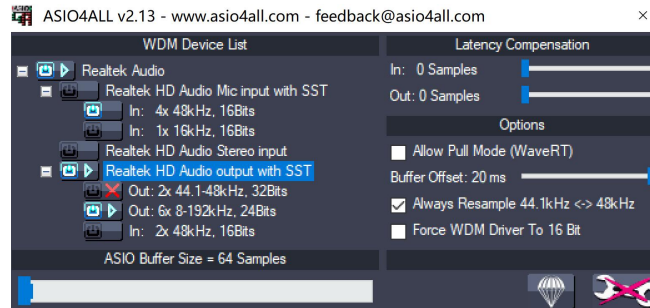 ASIO4ALL v2.13 - www.asio4all.com - feedback@asio4all.com
WDM Device List
Realtek Audio
Realtek HD Audio Mic input with SST
In: 4x 48kHz, 16Bits
In: 1x 16kHz, 16Bits
Realtek HD Audio Stereo input
Realtek HD Audio output with SST
Out: 2x 44.1-48kHz, 32Bits
Out: 6x 8-192kHz, 24Bits
In: 2x 48kHz, 16Bits
ASIO Buffer Size = 64 Samples
Latency Compensation
In: 0 Samples
Out: 0 Samples
Options
Allow Pull Mode (WaveRT)
Buffer Offset: 20 ms
Always Resample 44.1kHz <-> 48kHz
Force WDM Driver To 16 Bit